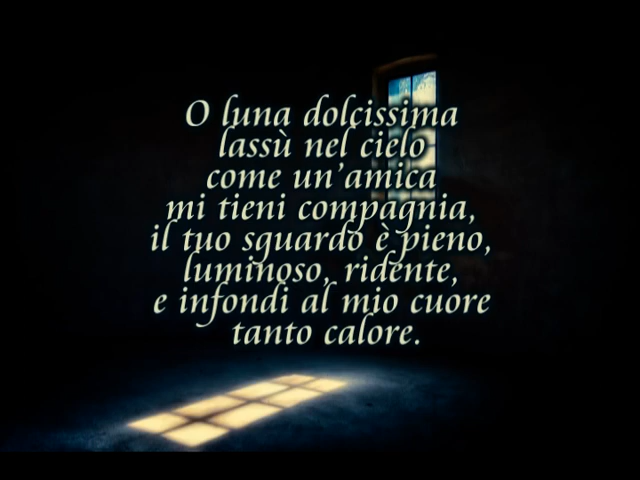 O luna dolcissima
lassù nel cielo
come un'amica
mi tieni compagnia,
il tuo sguardo è pieno,
luminoso, ridente,
e infondi al mio cuore
tanto calore.